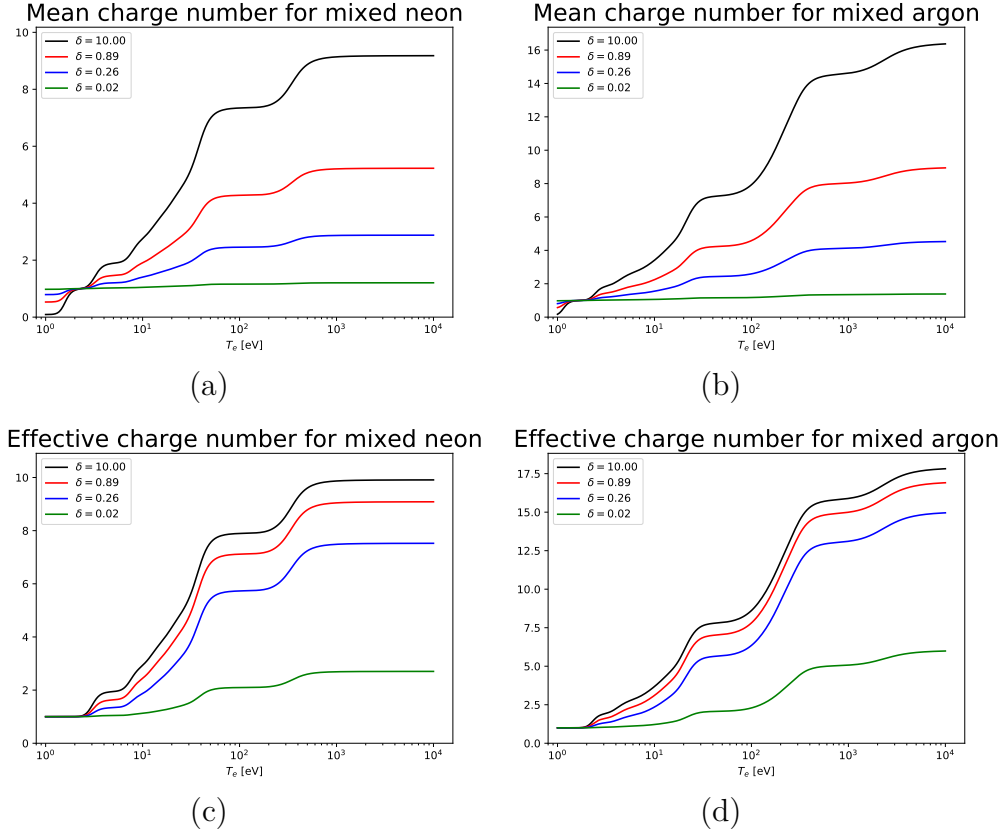 Mean charge number for mixed neon
δ = 10.00
δ = 0.89
δ = 0.26
δ = 0.02
10
8
6
4
2
0
10^0
10^1
10^2
10^3
10^4
T_e [eV]
(a)
Mean charge number for mixed argon
δ = 10.00
δ = 0.89
δ = 0.26
δ = 0.02
16
14
12
10
8
6
4
2
0
10^0
10^1
10^2
10^3
10^4
T_e [eV]
(b)
Effective charge number for mixed neon
δ = 10.00
δ = 0.89
δ = 0.26
δ = 0.02
10
8
6
4
2
0
10^0
10^1
10^2
10^3
10^4
T_e [eV]
(c)
Effective charge number for mixed argon
δ = 10.00
δ = 0.89
δ = 0.26
δ = 0.02
17.5
15.0
12.5
10.0
7.5
5.0
2.5
0.0
10^0
10^1
10^2
10^3
10^4
T_e [eV]
(d)